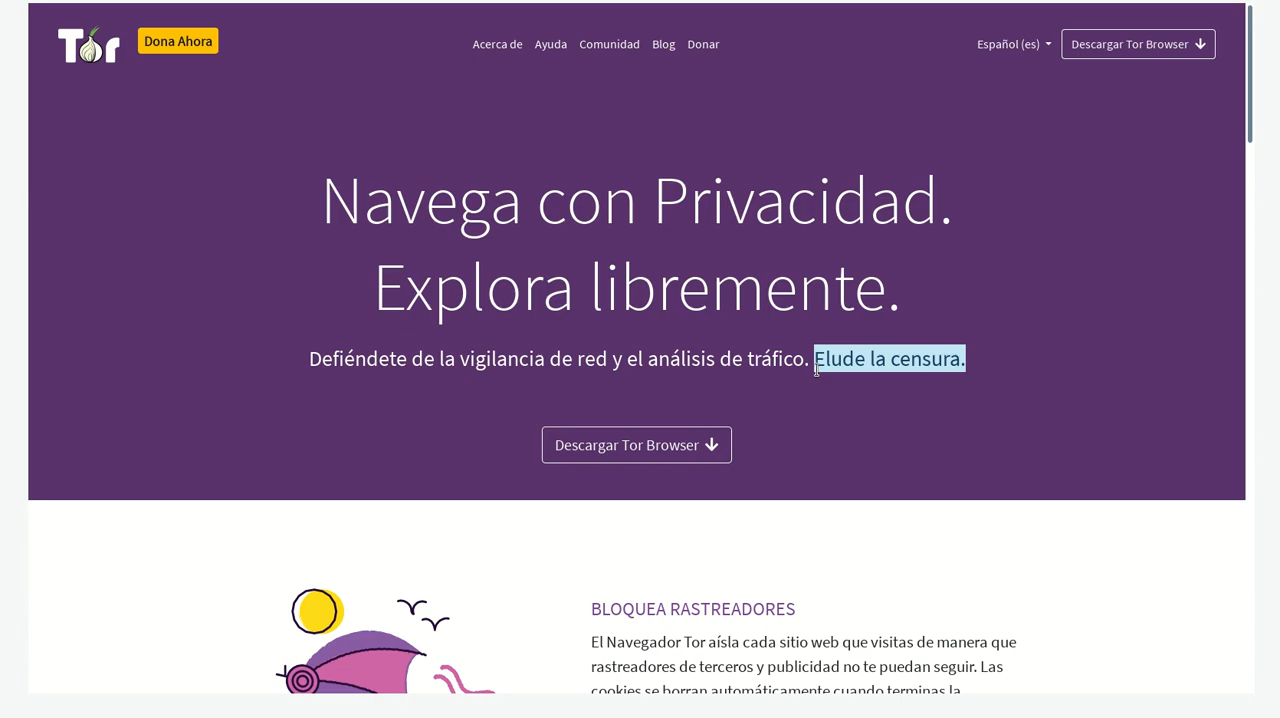 Tor
Dona Ahora
Acerca de Ayuda Comunidad Blog Donar
Español (es)
Descargar Tor Browser
Navega con Privacidad.
Explora libremente.
Defiéndete de la vigilancia de red y el análisis de tráfico. Elude la censura.
Descargar Tor Browser
BLOQUEA RASTREADORES
El Navegador Tor aísla cada sitio web que visitas de manera que
rastreadores de terceros y publicidad no te puedan seguir. Las
cookies se borran automáticamente cuando terminas la